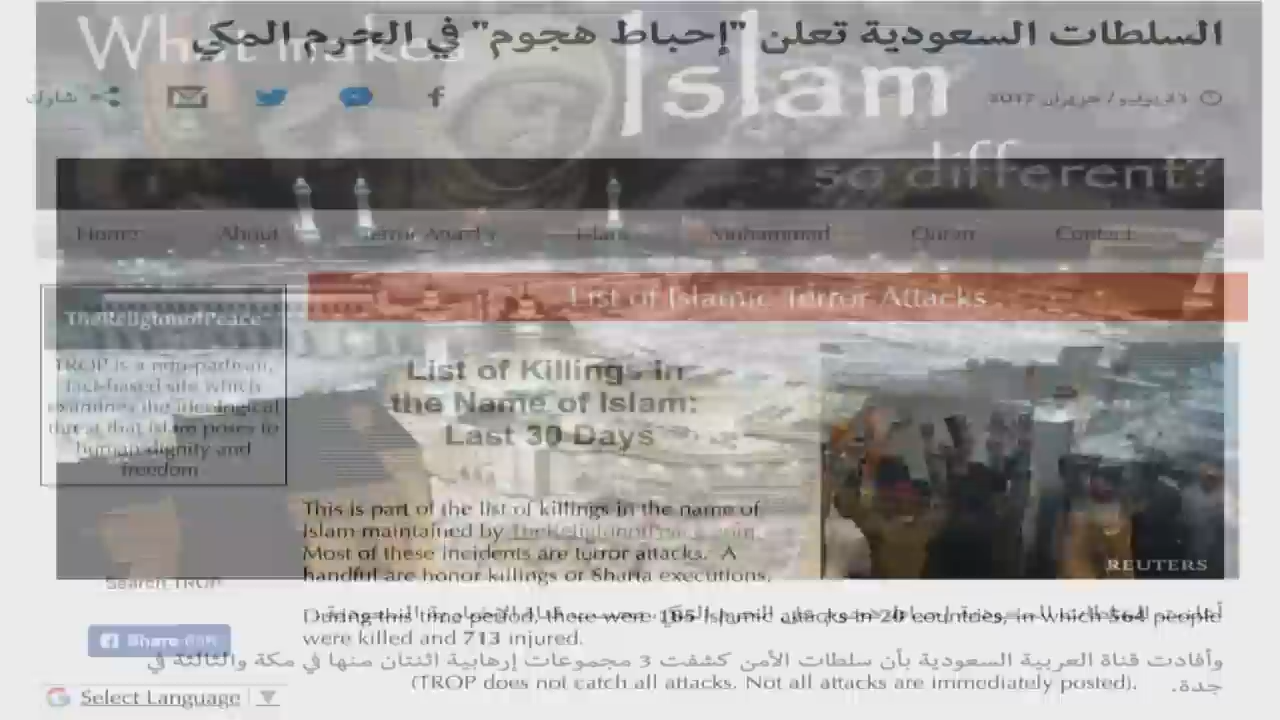 السلطات السعودية تعلن "إحباط هجوم" في الحرم المكي
What makes
Islam
so different?
شارك
Home About Islam Muhammad Quran Contact
List of Islamic Terror Attacks
TheReligionofPeace
TROP is a non-partisan,
fact-based site which
examines the ideological
threat that Islam poses to
human dignity and
freedom
List of Killings in
the Name of Islam:
Last 30 Days
This is part of the list of killings in the name of
Islam maintained by TheReligionofPeace.com.
Most of these incidents are terror attacks. A
handful are honor killings or Sharia executions.
REUTERS
Search TROP
During this time period, there were 165 Islamic attacks in 20 countries, in which 564 people
were killed and 713 injured.
Share
وأفادت قناة العربية السعودية بأن سلطات الأمن كشفت 3 مجموعات إرهابية اثنتان منها في مكة والثالثة في
جدة.
(TROP does not catch all attacks. Not all attacks are immediately posted).
Select Language